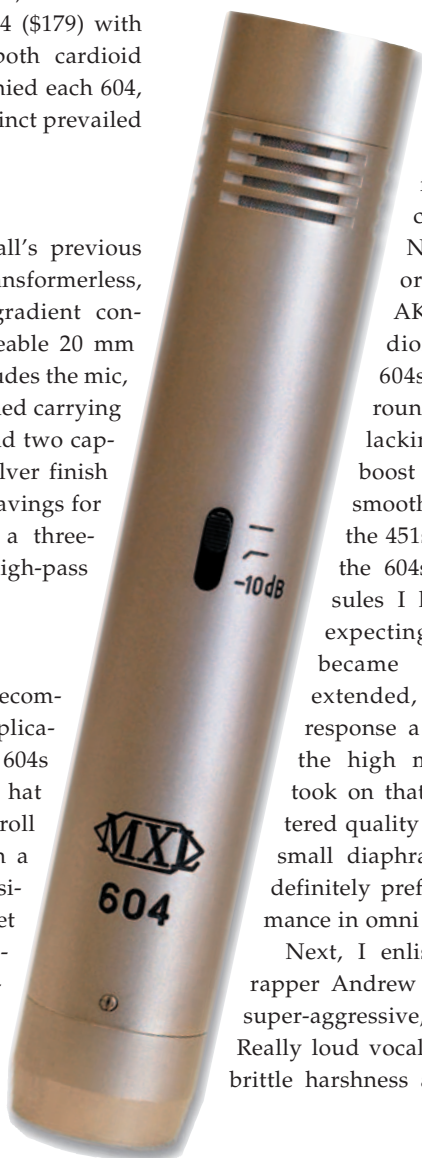 4 ($179) with
both cardioid
nied each 604,
inct prevailed
all's previous
ansformerless,
gradient con-
eable 20 mm
udes the mic,
ed carrying
nd two cap-
lver finish
avings for
a three-
igh-pass
ecom-
plica-
604s
hat
roll
n a
si-
et
-
N
or
AK
dio
604s
roun
lackin
boost
smooth
the 451s
the 604s
sules I h
expecting
became
extended,
response a
the high m
took on that
tered quality
small diaphra
definitely pref
mance in omni
Next, I enlis
rapper Andrew
super-aggressive,
Really loud vocal
brittle harshness a
-10dB
MXL
604